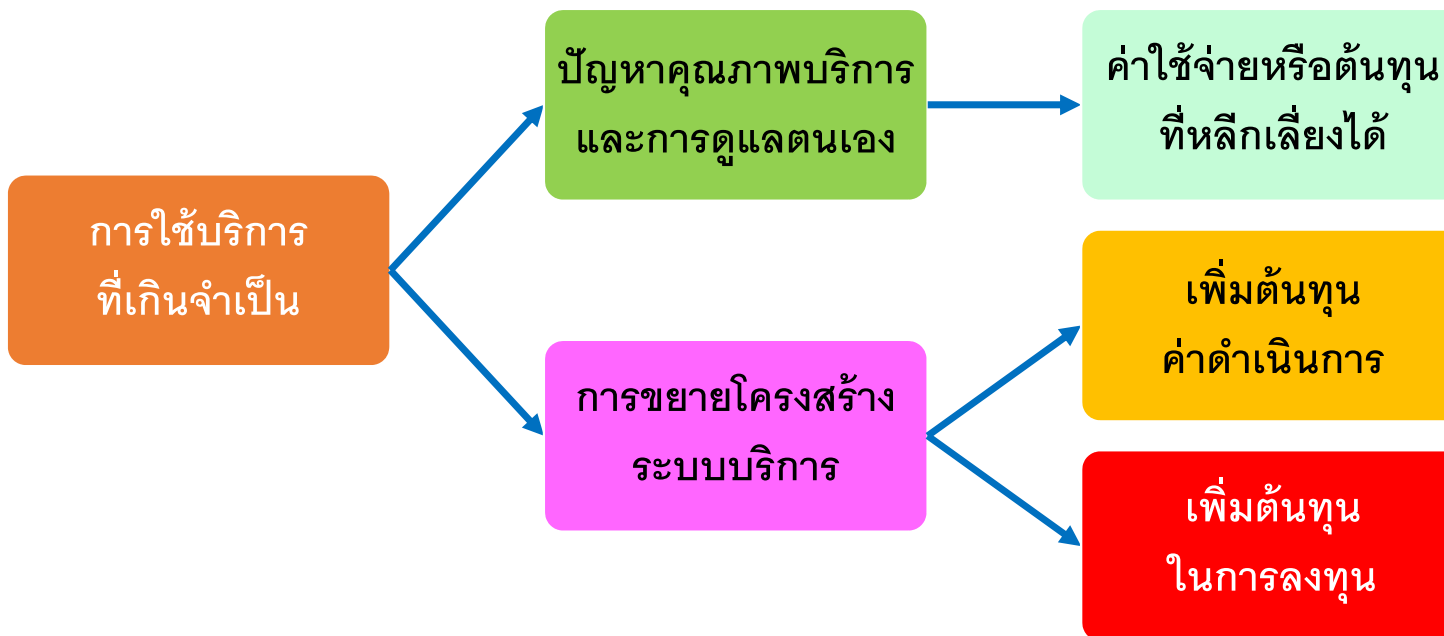 การใช้บริการ
ที่เกินจำเป็น
ปัญหาคุณภาพบริการ
และการดูแลตนเอง
การขยายโครงสร้าง
ระบบบริการ
ค่าใช้จ่ายหรือต้นทุน
ที่หลีกเลี่ยงได้
เพิ่มต้นทุน
ค่าดำเนินการ
เพิ่มต้นทุน
ในการลงทุน